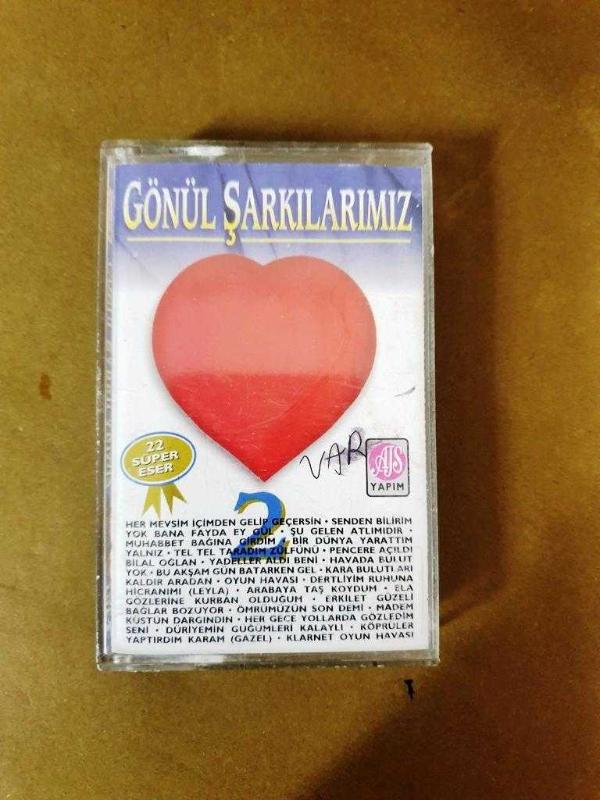 GÖNÜL ŞARKILARIMIZ
22
SÜPER
ESER
VAR
AJS
YAPIM
2
HER MEVSİM İÇİMDEN GELİP GEÇERSİN • SENDEN BİLİRİM
YOK BANA FAYDA EY GÜL • ŞU GELEN ATLIMIDIR •
MUHABBET BAĞINA GİRDİM • BİR DÜNYA YARATTIM
YALNIZ • TEL TEL TARADIM ZÜLFÜNÜ • PENCERE AÇILDI
BİLAL OĞLAN • YADELLER ALDI BENİ • HAVADA BULUT
YOK • BU AKŞAM GÜN BATARKEN GEL • KARA BULUTLARI
KALDIR ARADAN • OYUN HAVASI • DERTLİYİM RUHUNA
HİCRANIMI (LEYLA) • ARABAYA TAŞ KOYDUM • ELA
GÖZLERİNE KURBAN OLDUĞUM • ERKİLET GÜZELİ
BAĞLAR BOZUYOR • ÖMRÜMÜZÜN SON DEMİ • MADEM
KÜSTÜN DARGINDIN • HER GECE YOLLARDA GÖZLEDİM
SENİ • DÜRİYEMİN GÜĞÜMLERİ KALAYLI • KÖPRÜLER
YAPTIRDIM KARAM (GAZEL) • KLARNET OYUN HAVASI